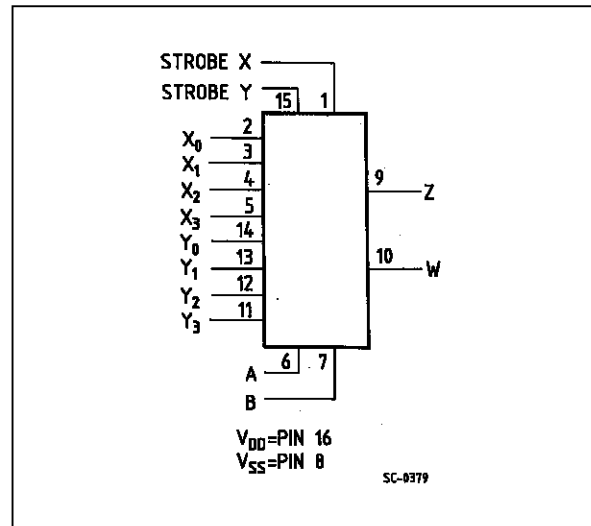 STROBE X
STROBE Y 15 1
X0 2
X1 3
X2 4
X3 5
Y0 14
Y1 13
Y2 12
Y3 11
9 Z
10 W
A 6 7
B
VDD=PIN 16
VSS=PIN 8
SC-0379